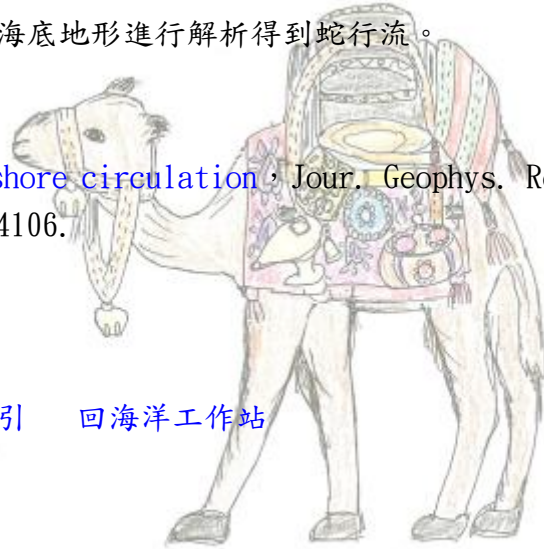 海底地形進行解析得到蛇行流。
shore circulation，Jour. Geophys. R
4106.
引 回海洋工作站